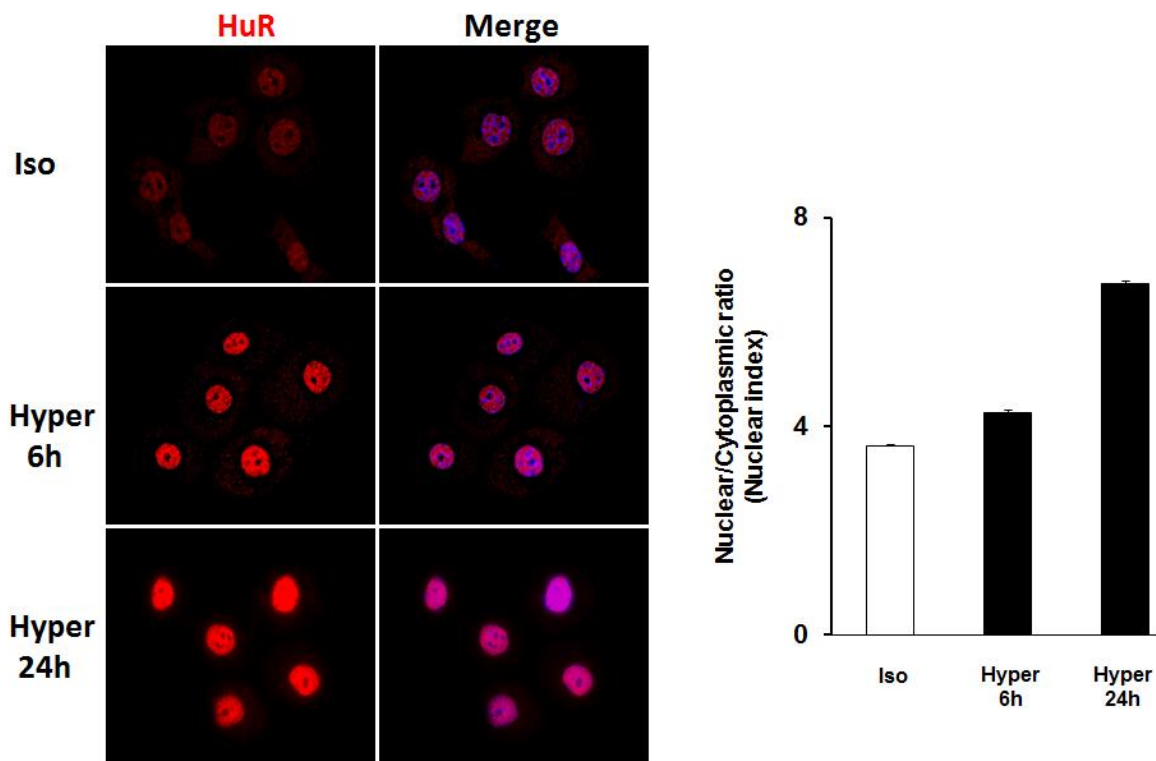 HuR
Merge
Iso
Hyper
6h
Hyper
24h
Nuclear/Cytoplasmic ratio
(Nuclear index)
8
4
0
Iso
Hyper
6h
Hyper
24h